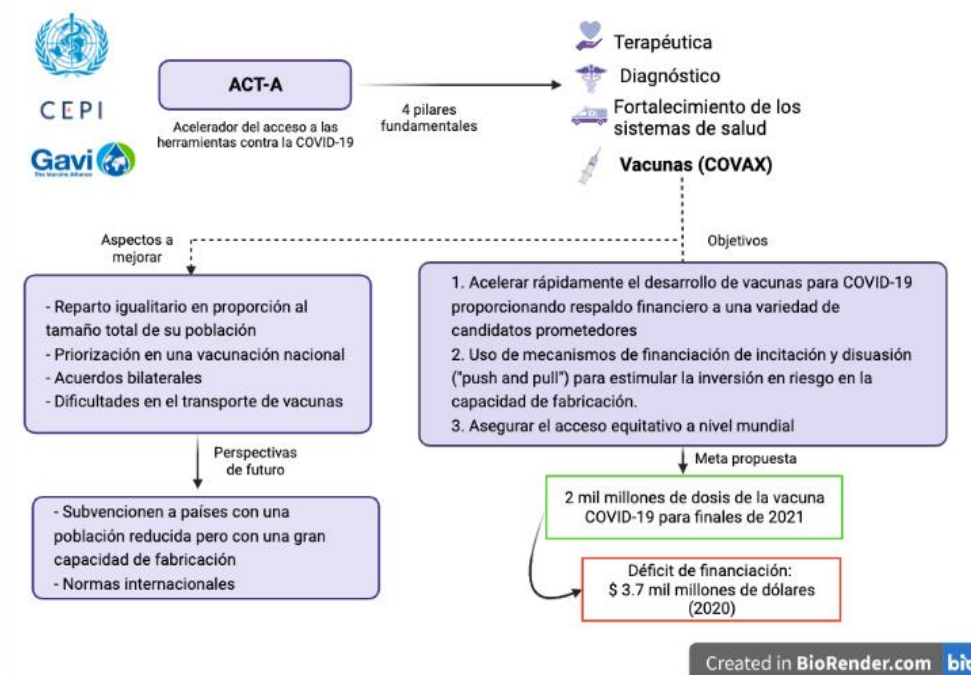 CEPI
Gavi
The Vaccine Alliance
ACT-A
Acelerador del acceso a las
herramientas contra la COVID-19
4 pilares
fundamentales
Terapéutica
Diagnóstico
Fortalecimiento de los
sistemas de salud
Vacunas (COVAX)
Aspectos a
mejorar
Objetivos
- Reparto igualitario en proporción al
tamaño total de su población
- Priorización en una vacunación nacional
- Acuerdos bilaterales
- Dificultades en el transporte de vacunas
1. Acelerar rápidamente el desarrollo de vacunas para COVID-19
proporcionando respaldo financiero a una variedad de
candidatos prometedores
2. Uso de mecanismos de financiación de incitación y disuasión
("push and pull") para estimular la inversión en riesgo en la
capacidad de fabricación.
3. Asegurar el acceso equitativo a nivel mundial
Perspectivas
de futuro
Meta propuesta
- Subvencionen a países con una
población reducida pero con una gran
capacidad de fabricación
- Normas internacionales
2 mil millones de dosis de la vacuna
COVID-19 para finales de 2021
Déficit de financiación:
$ 3.7 mil millones de dólares
(2020)
Created in BioRender.com bio